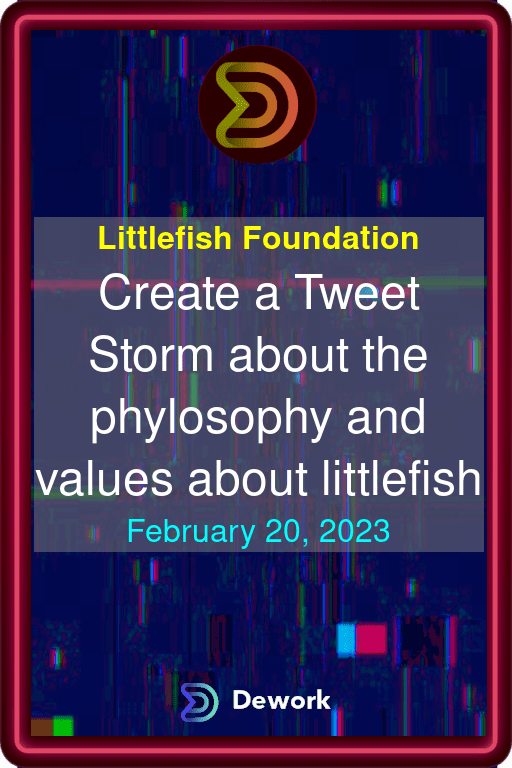 Littlefish Foundation
Create a Tweet
Storm about the
phylosophy and
values about littlefish
February 20, 2023
Dework